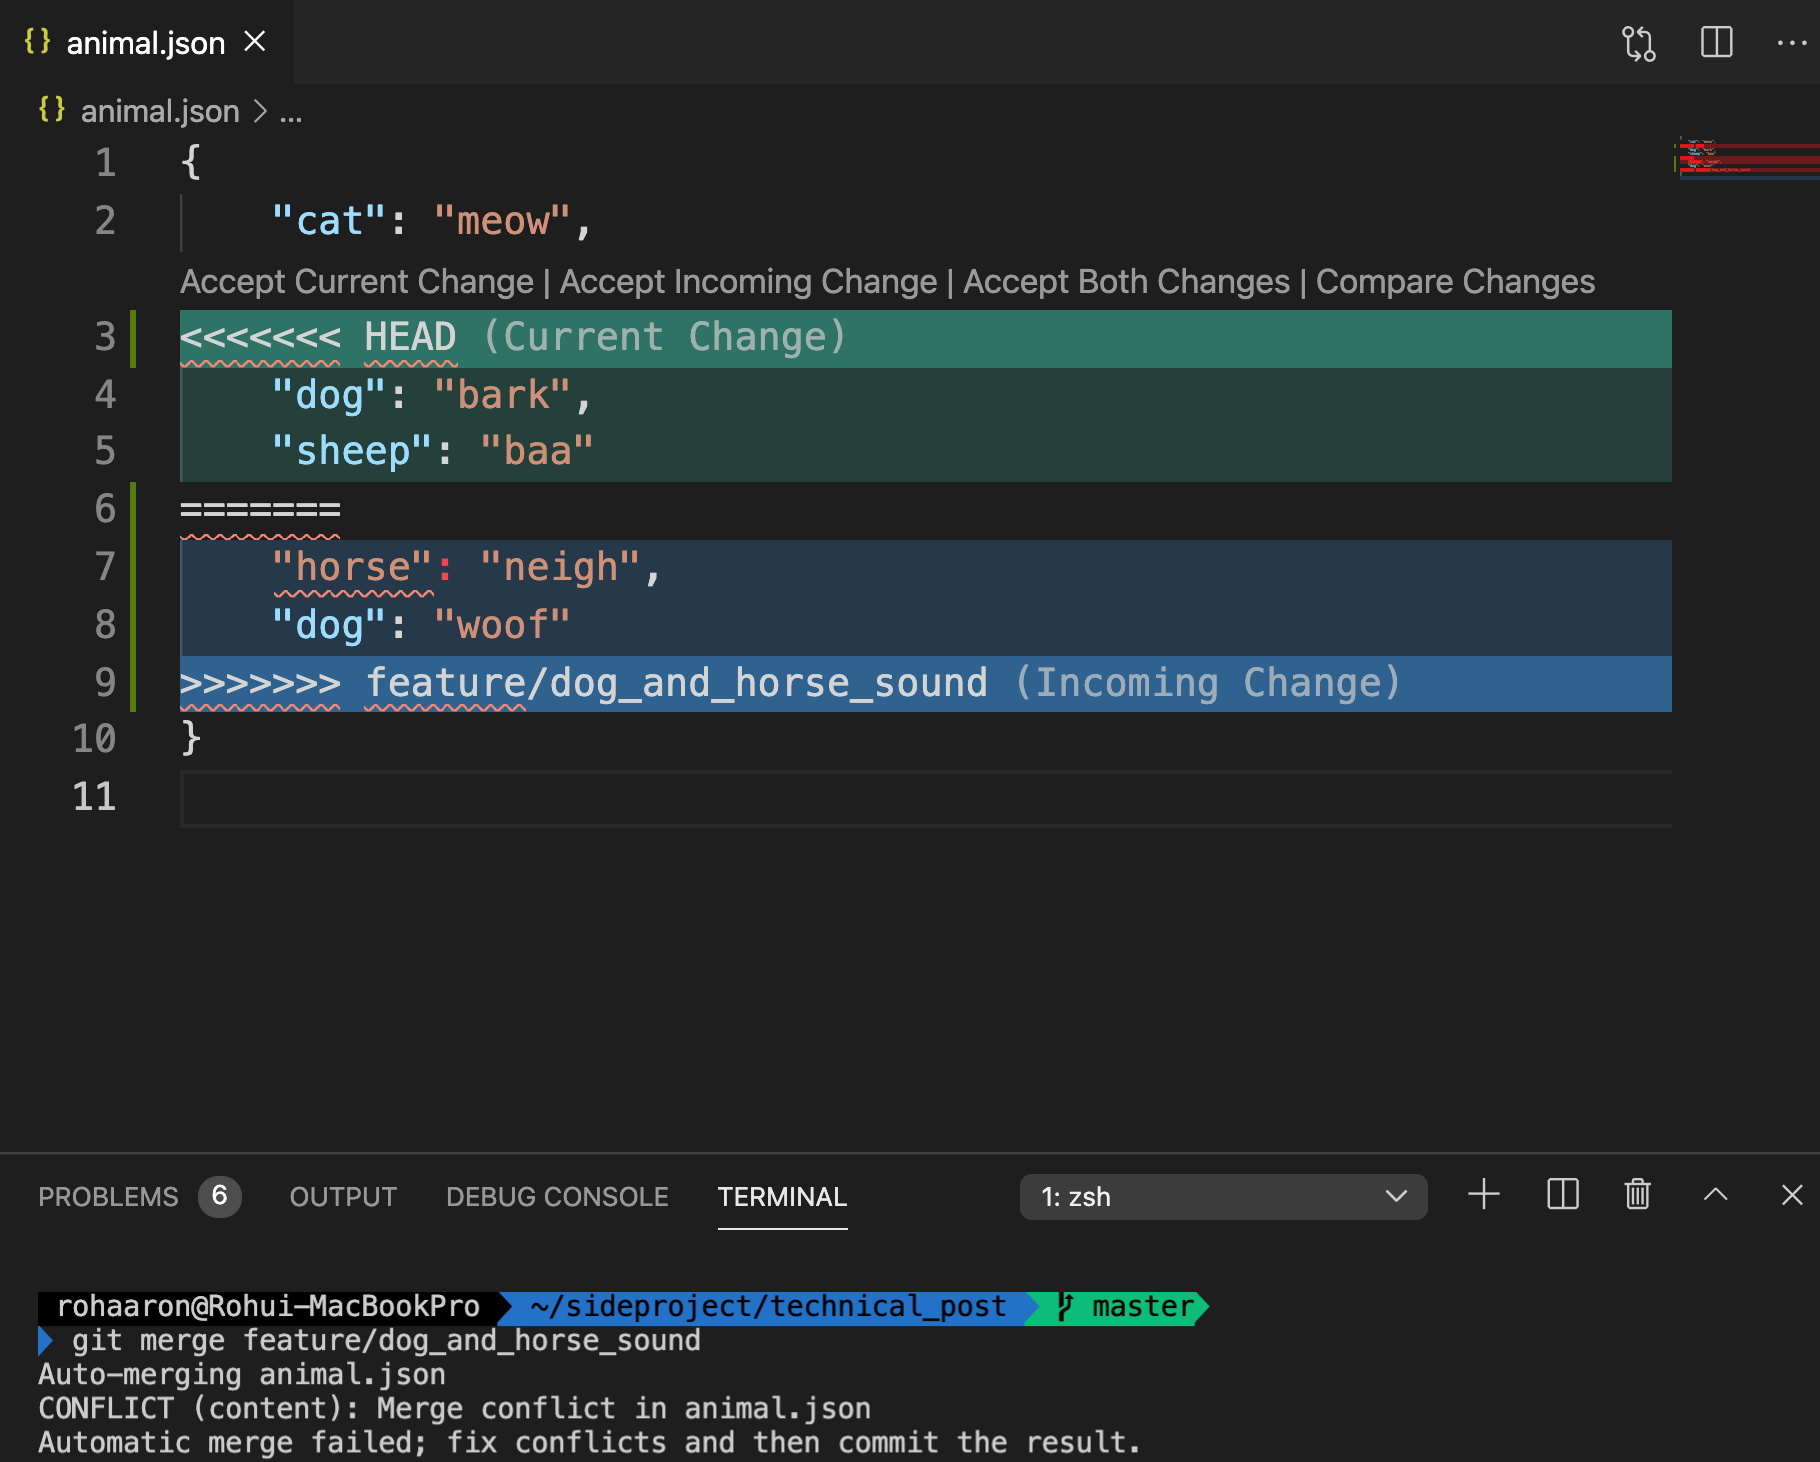 {} animal.json
{} animal.json > ...
1 {
2     "cat": "meow",
Accept Current Change | Accept Incoming Change | Accept Both Changes | Compare Changes
3 <<<<<<< HEAD (Current Change)
4     "dog": "bark",
5     "sheep": "baa"
6 =======
7     "horse": "neigh",
8     "dog": "woof"
9 >>>>>>> feature/dog_and_horse_sound (Incoming Change)
10 }
11
PROBLEMS 6 OUTPUT DEBUG CONSOLE TERMINAL 1: zsh
rohaaron@Rohui-MacBookPro ~/sideproject/technical_post master
git merge feature/dog_and_horse_sound
Auto-merging animal.json
CONFLICT (content): Merge conflict in animal.json
Automatic merge failed; fix conflicts and then commit the result.